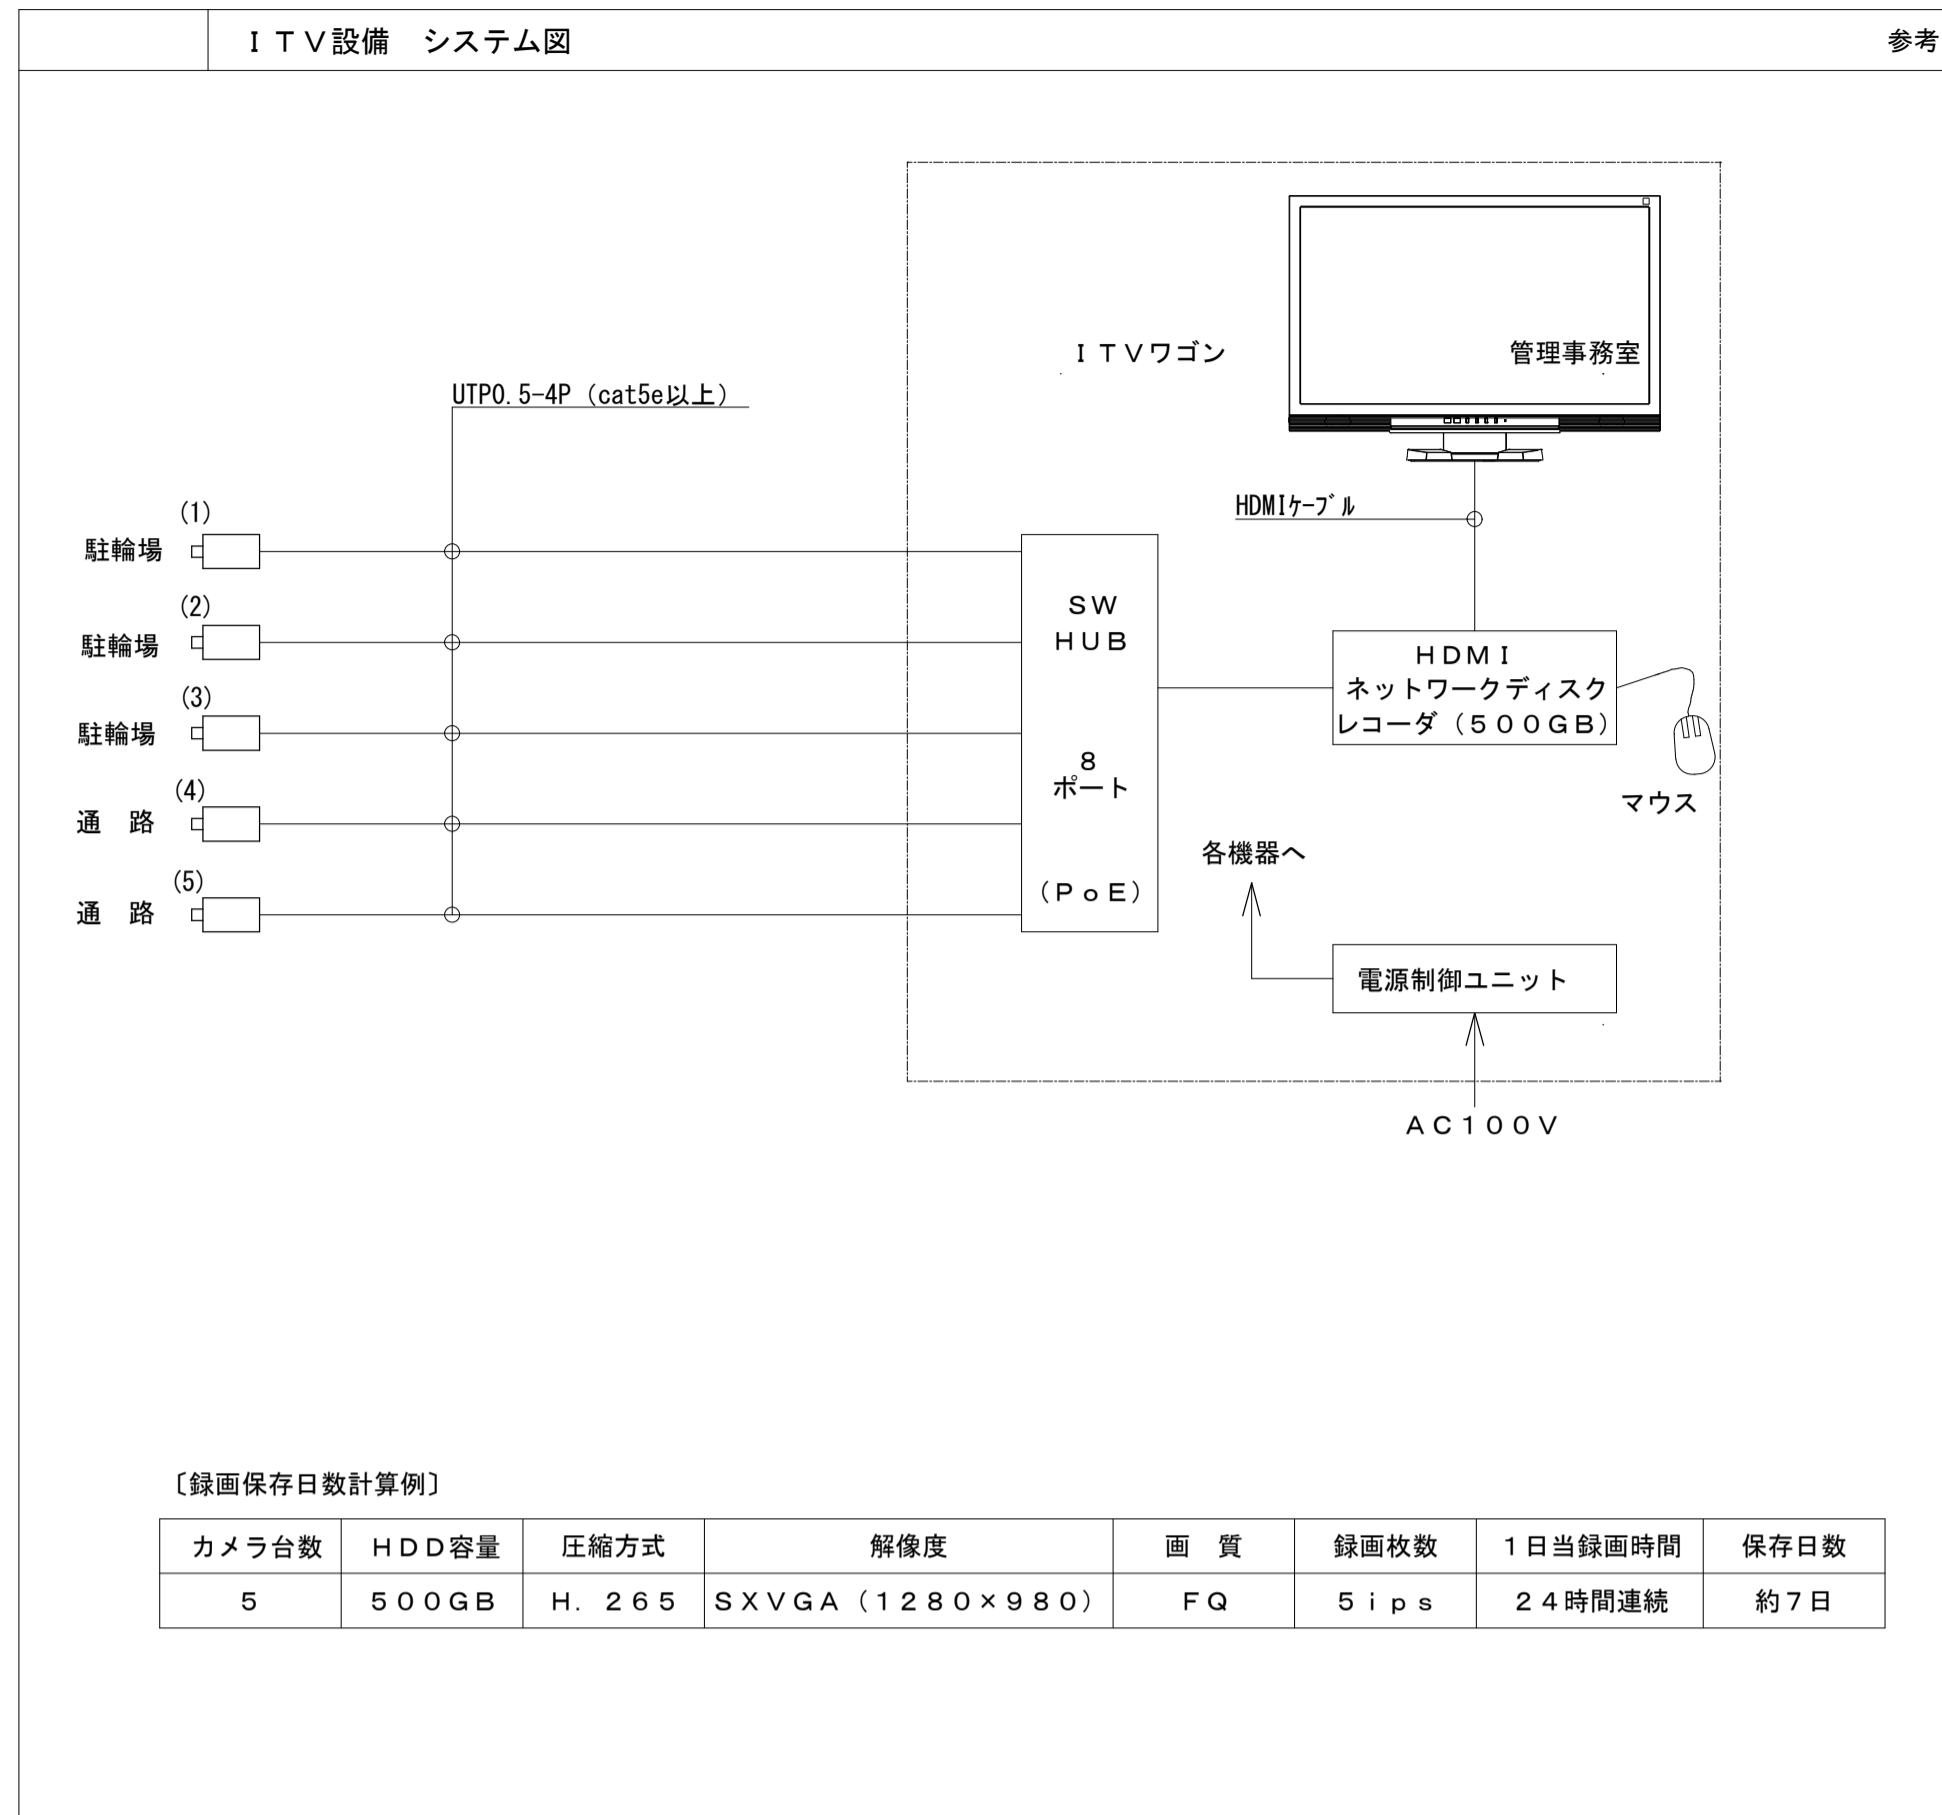 ＩＴＶ設備　システム図
参考
ＩＴＶワゴン
管理事務室
UTP0.5-4P（cat5e以上）
HDMIｹｰﾌﾞﾙ
(1)
駐輪場
(2)
駐輪場
(3)
駐輪場
(4)
通　路
(5)
通　路
ＳＷ
ＨＵＢ
８
ポート
（ＰｏＥ）
ＨＤＭＩ
ネットワークディスク
レコーダ（５００ＧＢ）
マウス
各機器へ
電源制御ユニット
ＡＣ１００Ｖ
〔録画保存日数計算例〕
カメラ台数　ＨＤＤ容量　圧縮方式　解像度　画　質　録画枚数　１日当録画時間　保存日数
５　５００ＧＢ　Ｈ．２６５　ＳＸＶＧＡ（１２８０×９８０）　ＦＱ　５ｉｐｓ　２４時間連続　約７日